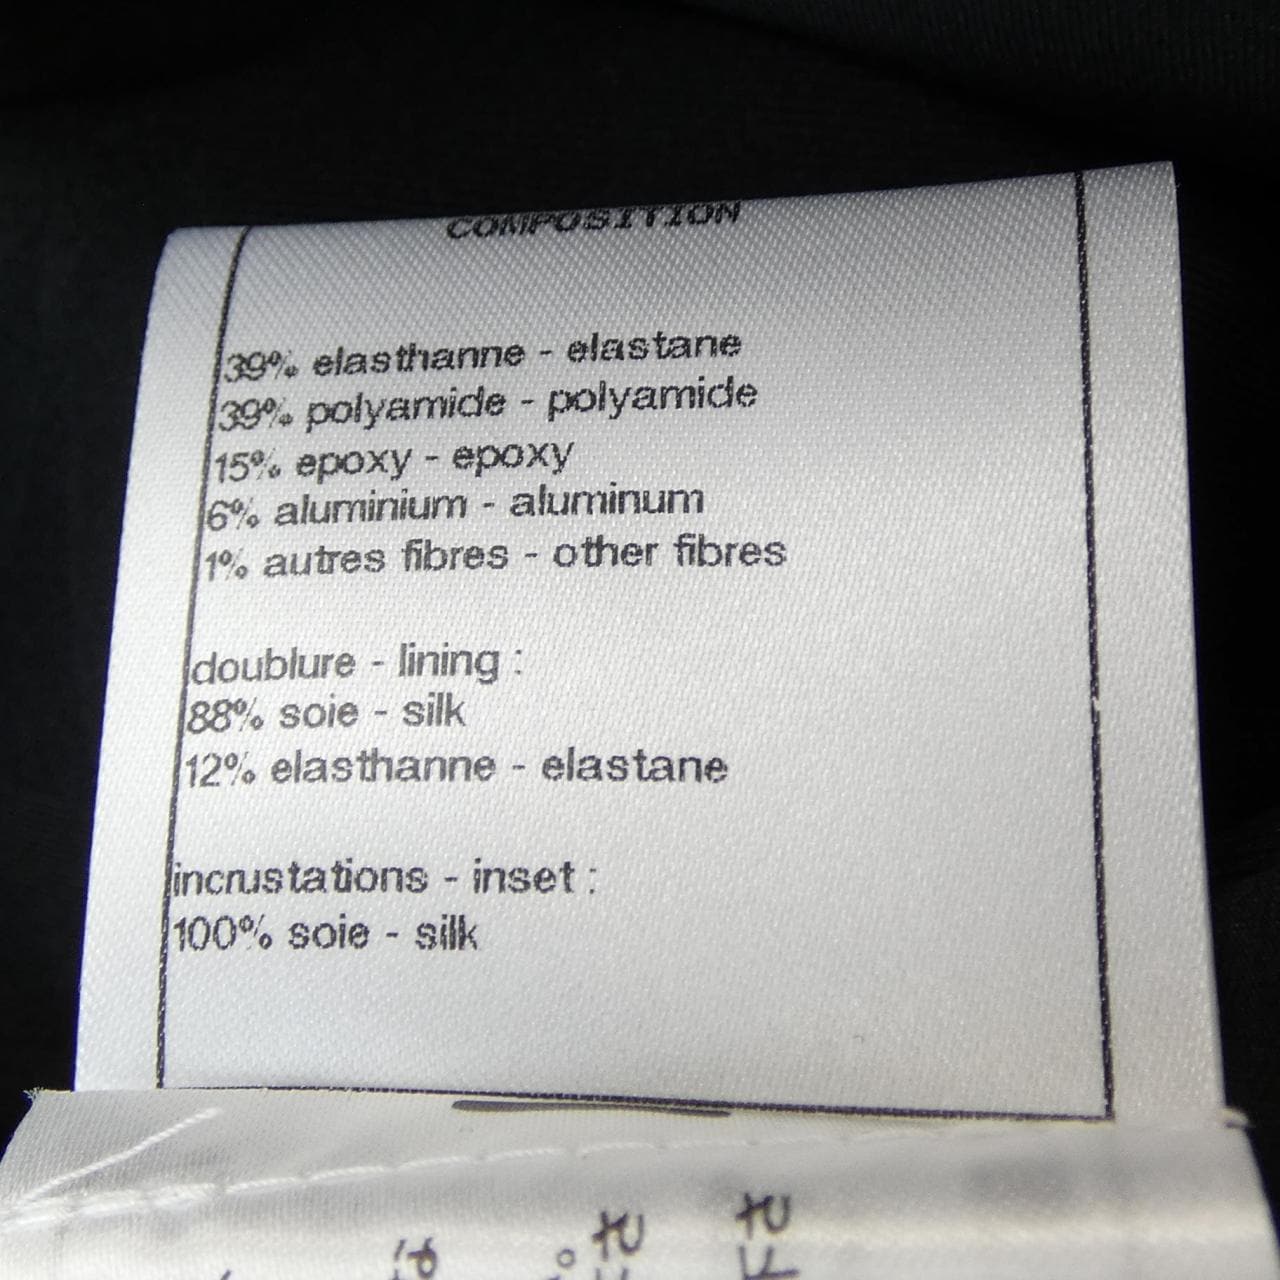 COMPOSITION
39% elasthanne - elastane
39% polyamide - polyamide
15% epoxy - epoxy
6% aluminium - aluminum
1% autres fibres - other fibres
doublure - lining :
88% soie - silk
12% elasthanne - elastane
incrustations - inset :
100% soie - silk